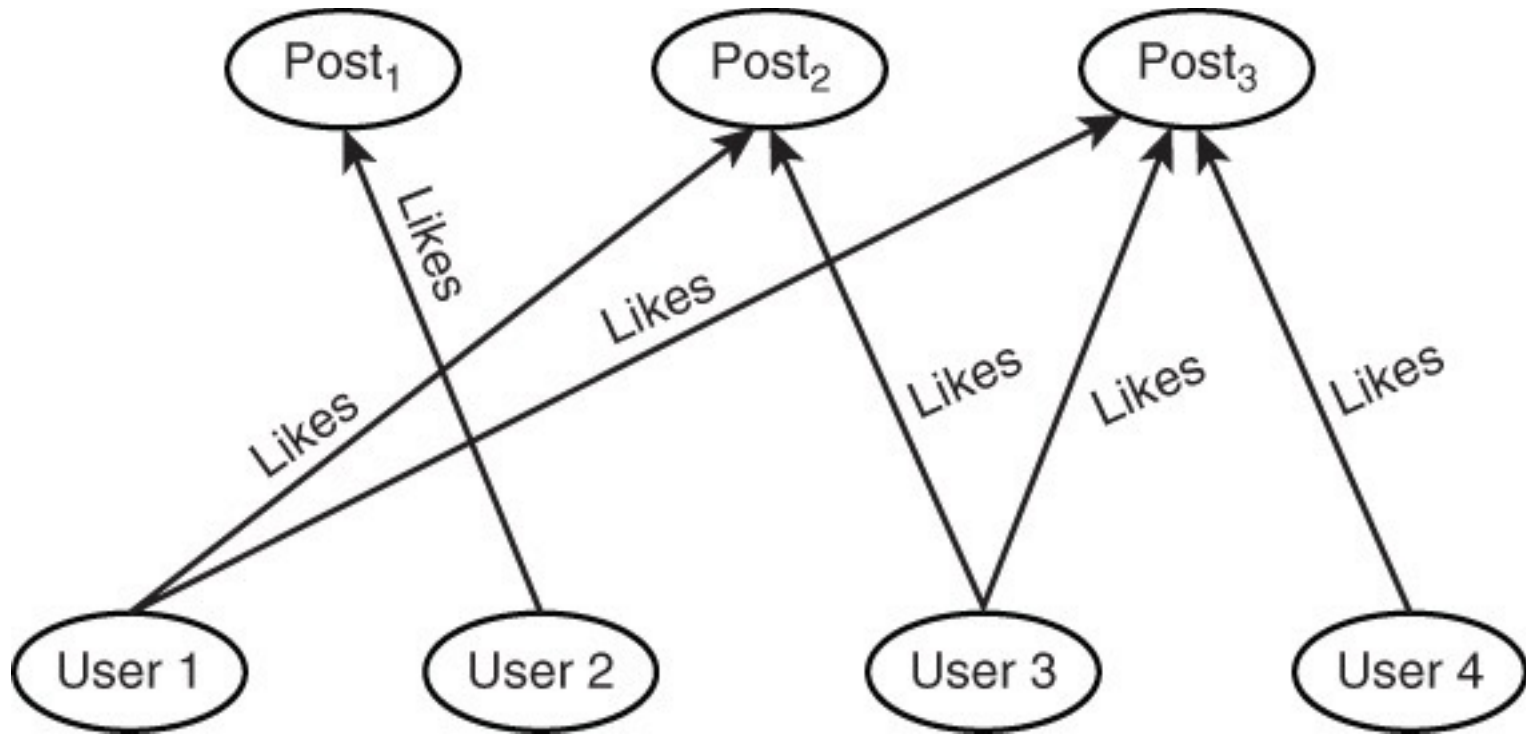 Post₁
Post₂
Post₃
Likes
Likes
Likes
Likes
Likes
Likes
User 1
User 2
User 3
User 4